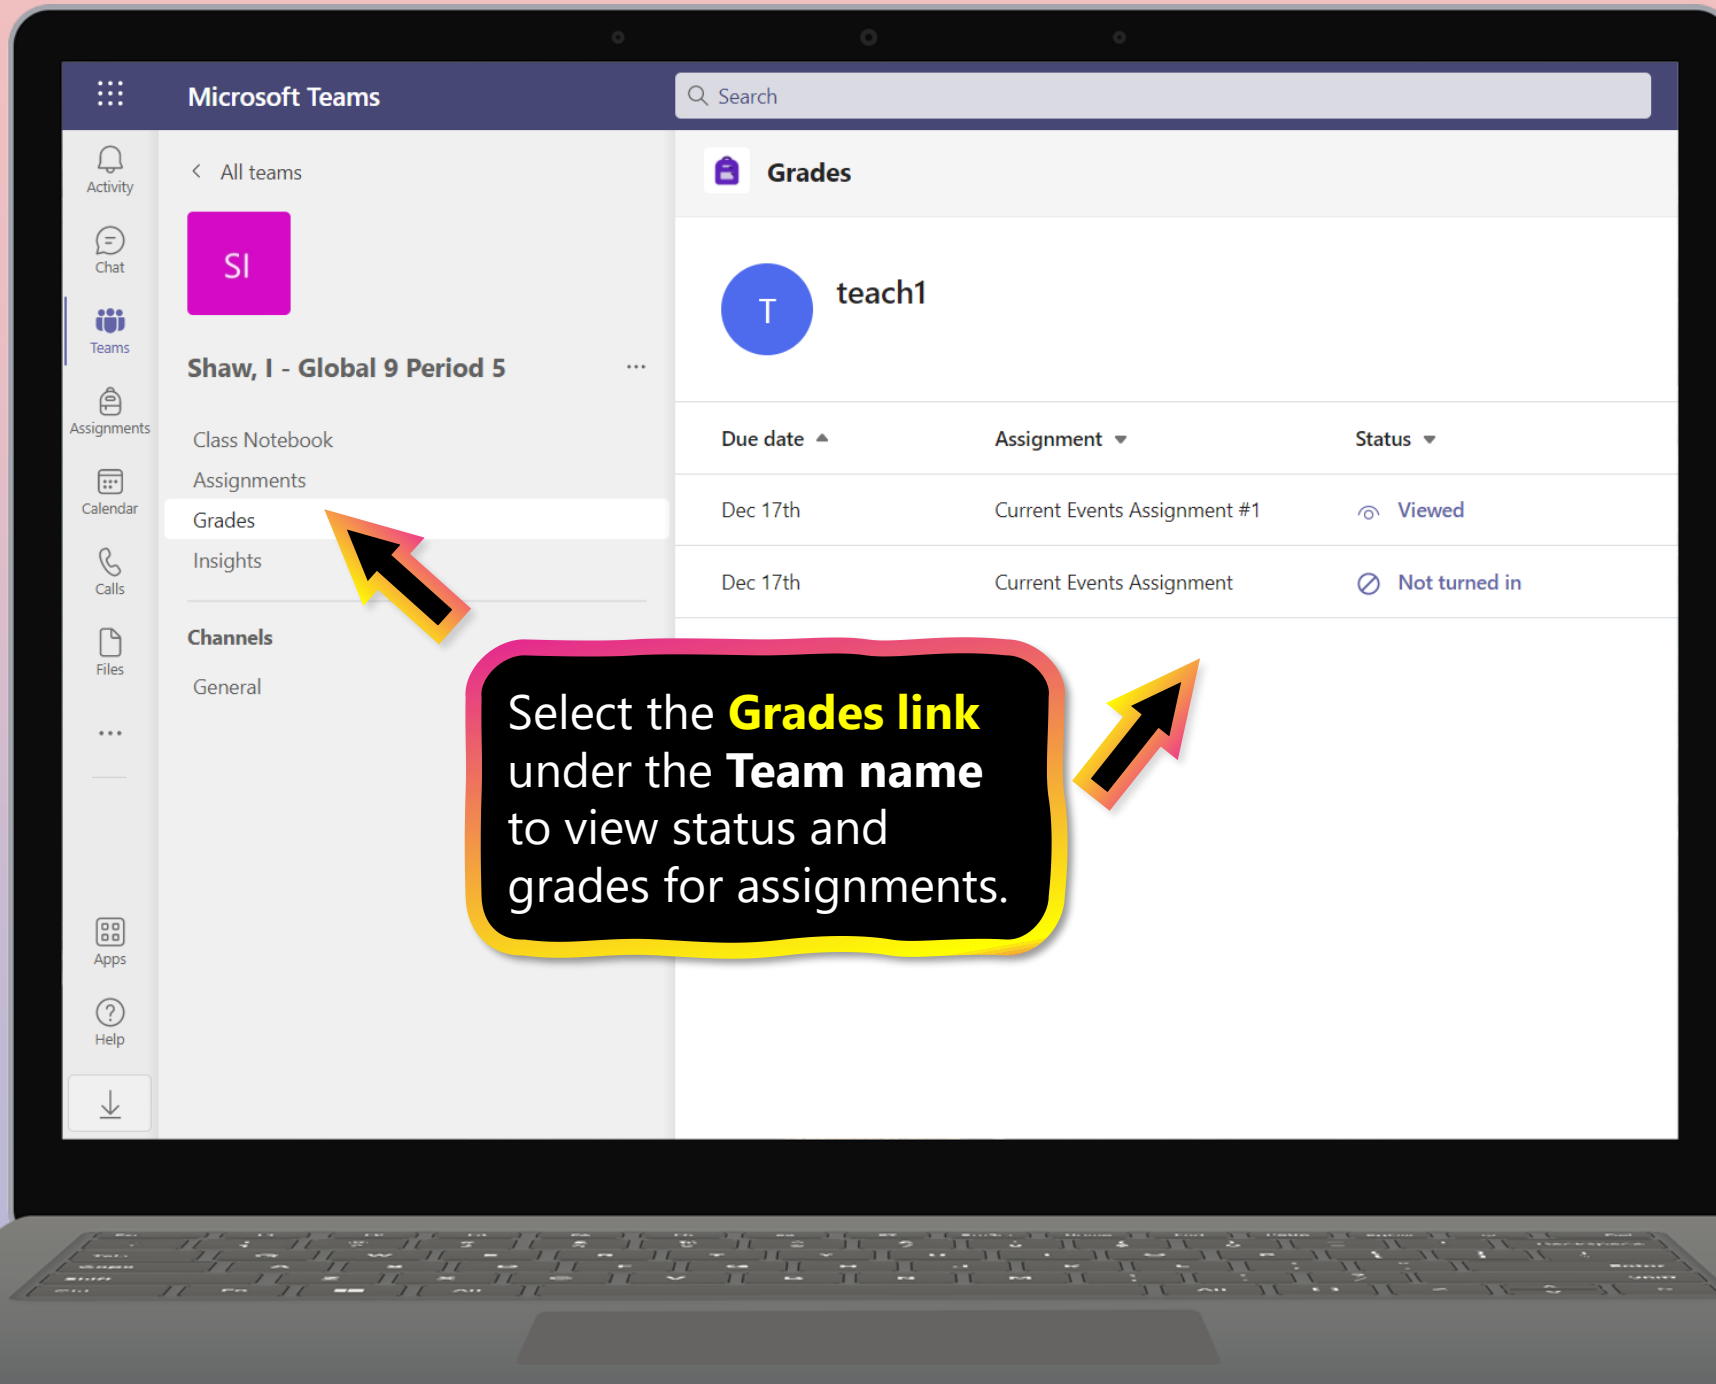 Microsoft Teams
Search
Activity
Chat
Teams
Assignments
Calendar
Calls
Files
Apps
Help
All teams
SI
Shaw, I - Global 9 Period 5
Class Notebook
Assignments
Grades
Insights
Channels
General
Grades
T
teach1
Due date Assignment Status
Dec 17th Current Events Assignment #1 Viewed
Dec 17th Current Events Assignment Not turned in
Select the Grades link
under the Team name
to view status and
grades for assignments.